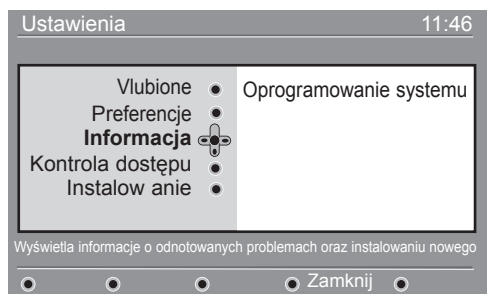 Ustawienia 11:46
Vlubione Oprogramowanie systemu
Preferencje
Informacja
Kontrola dostępu
Instalow anie
Wyświetla informacje o odnotowanych problemach oraz instalowaniu nowego
Zamknij